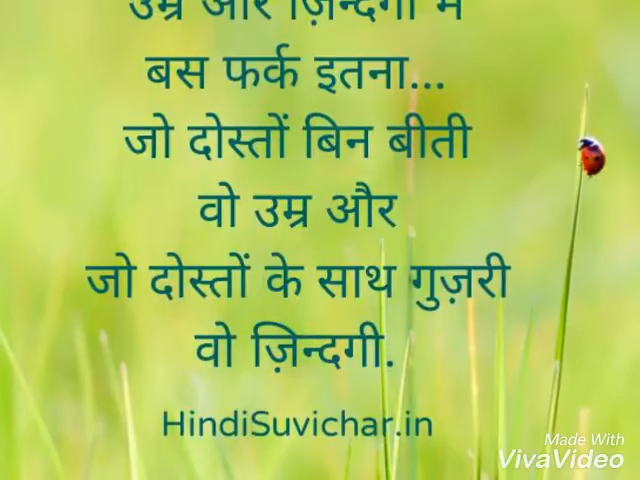 उम्र और ज़िन्दगी में
बस फर्क इतना...
जो दोस्तों बिन बीती
वो उम्र और
जो दोस्तों के साथ गुज़री
वो ज़िन्दगी.
HindiSuvichar.in
Made With
VivaVideo